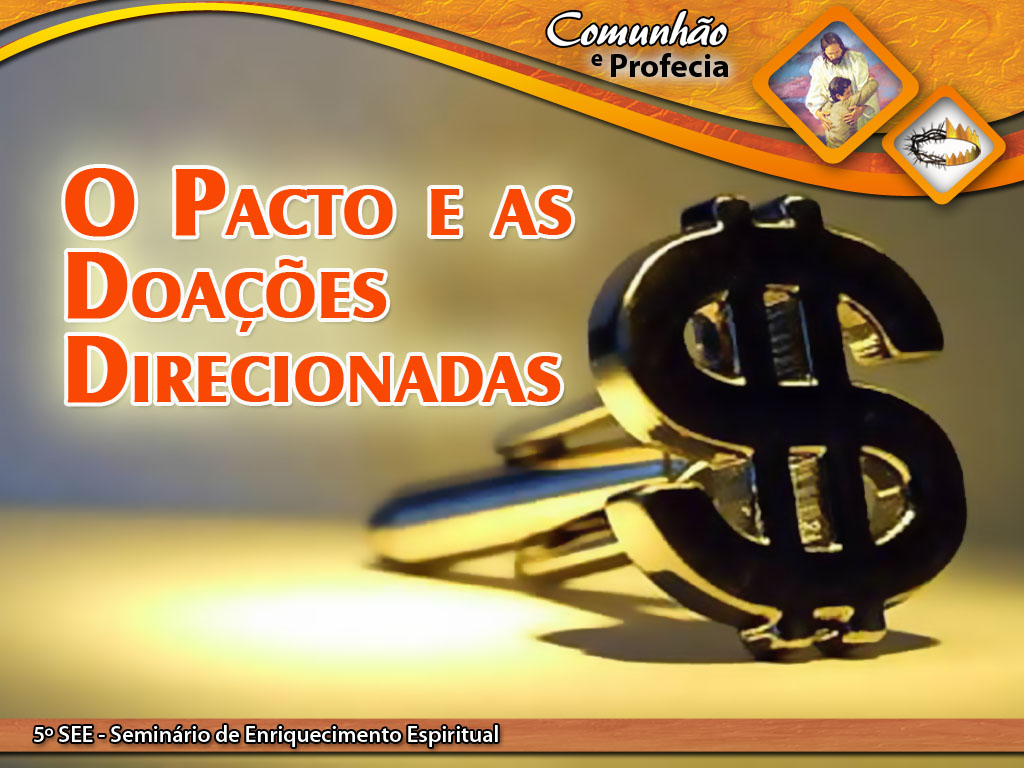 Comunhão
e Profecia
O Pacto e as
Doações
Direcionadas
5º SEE - Seminário de Enriquecimento Espiritual